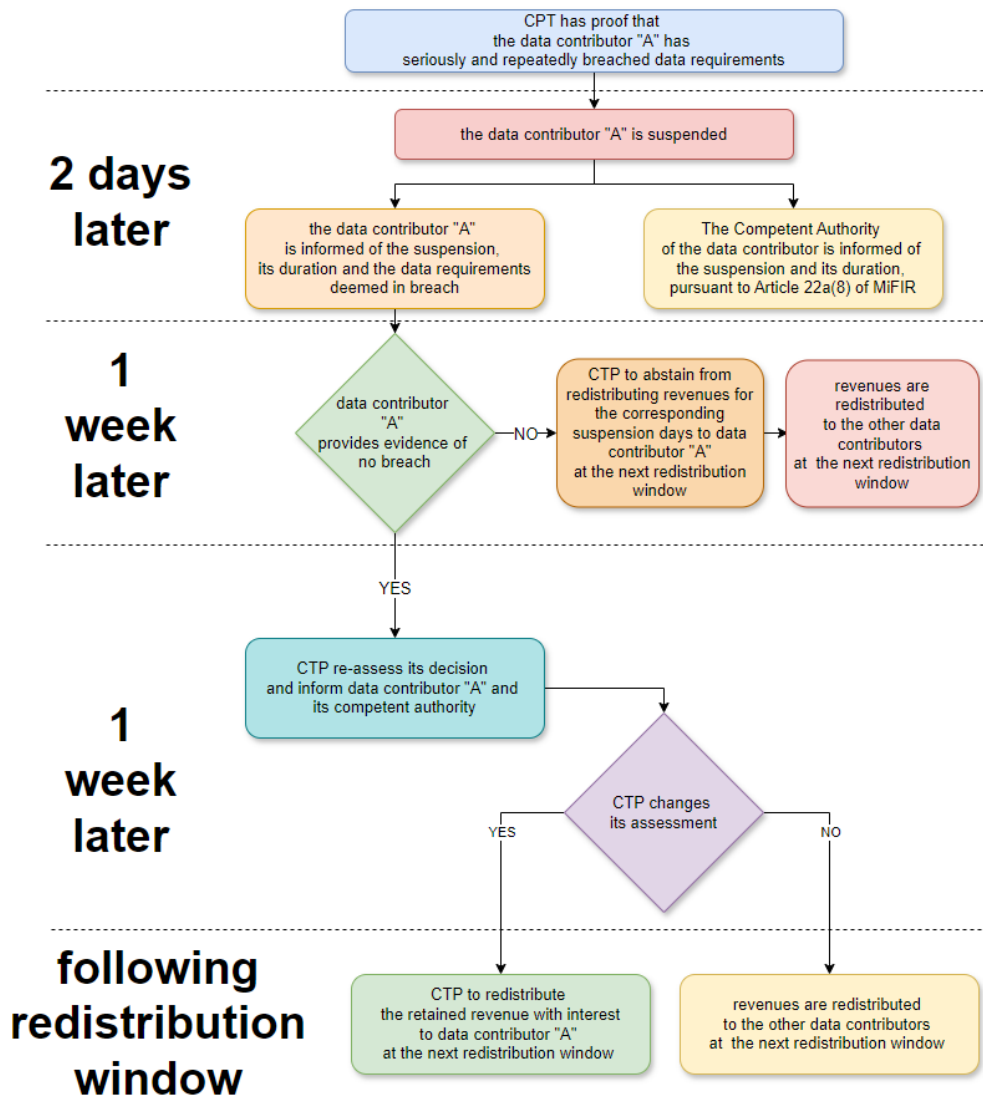 CPT has proof that
the data contributor "A" has
seriously and repeatedly breached data requirements
2 days
later
the data contributor "A" is suspended
the data contributor "A"
is informed of the suspension,
its duration and the data requirements
deemed in breach
The Competent Authority
of the data contributor is informed of
the suspension and its duration,
pursuant to Article 22a(8) of MiFIR
1
week
later
data contributor
"A"
provides evidence of
no breach
NO
CTP to abstain from
redistributing revenues for
the corresponding
suspension days to data
contributor "A"
at the next redistribution
window
revenues are
redistributed
to the other data
contributors
at the next redistribution
window
YES
1
week
later
CTP re-assess its decision
and inform data contributor "A" and
its competent authority
CTP changes
its assessment
YES
NO
following
redistribution
window
CTP to redistribute
the retained revenue with interest
to data contributor "A"
at the next redistribution window
revenues are redistributed
to the other data contributors
at the next redistribution window